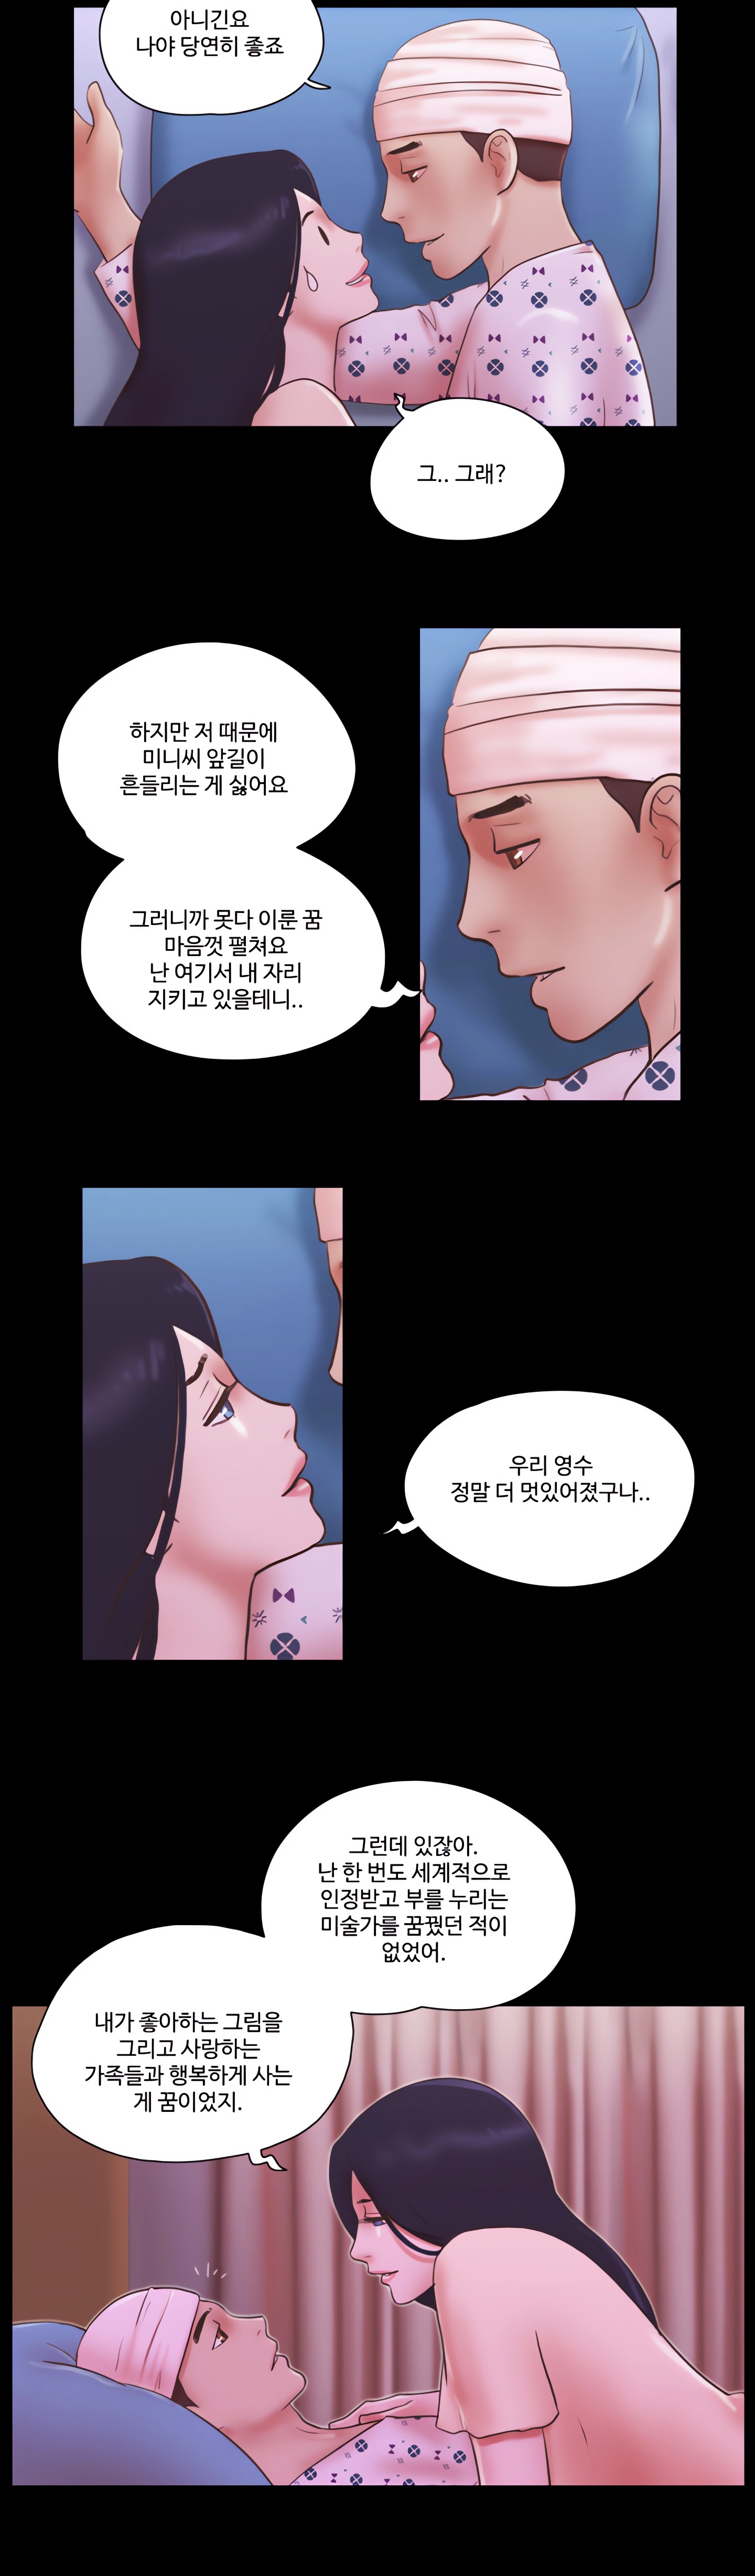 아니긴요
나야 당연히 좋죠
그.. 그래?
하지만 저 때문에
미니씨 앞길이
흔들리는 게 싫어요
그러니까 못다 이룬 꿈
마음껏 펼쳐요
난 여기서 내 자리
지키고 있을테니..
우리 영수
정말 더 멋있어졌구나..
그런데 있잖아.
난 한 번도 세계적으로
인정받고 부를 누리는
미술가를 꿈꿨던 적이
없었어.
내가 좋아하는 그림을
그리고 사랑하는
가족들과 행복하게 사는
게 꿈이었지.